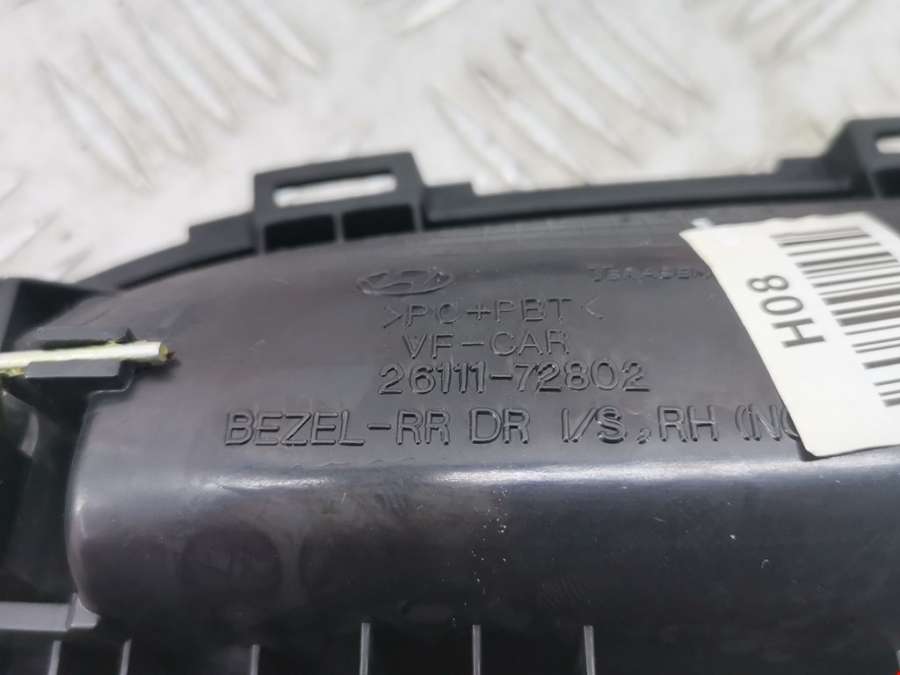 >PC+PBT<
VF-CAR
26111-72802
BEZEL-RR DR I/S,RH
H08